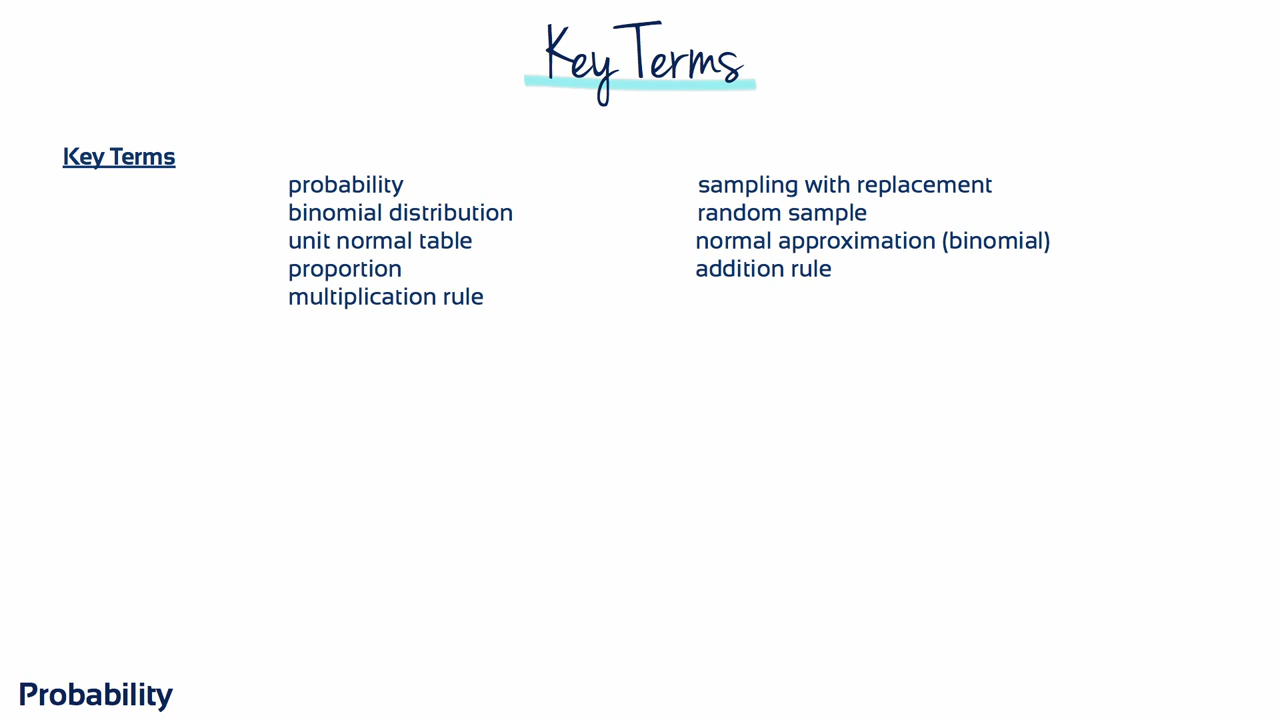 Key Terms
Key Terms
probability
binomial distribution
unit normal table
proportion
multiplication rule
sampling with replacement
random sample
normal approximation (binomial)
addition rule
Probability